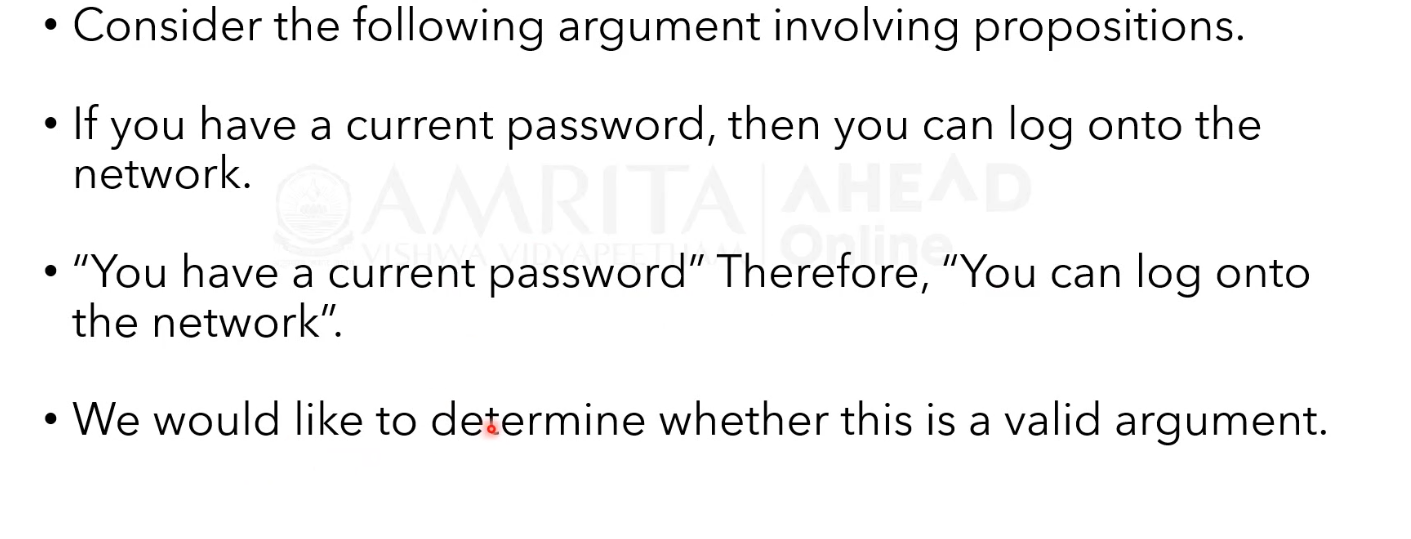 • Consider the following argument involving propositions.
• If you have a current password, then you can log onto the
network.
AMRITA AHEAD
VISHWA VIDYAPEETHAM Online
• “You have a current password” Therefore, “You can log onto
the network”.
• We would like to determine whether this is a valid argument.